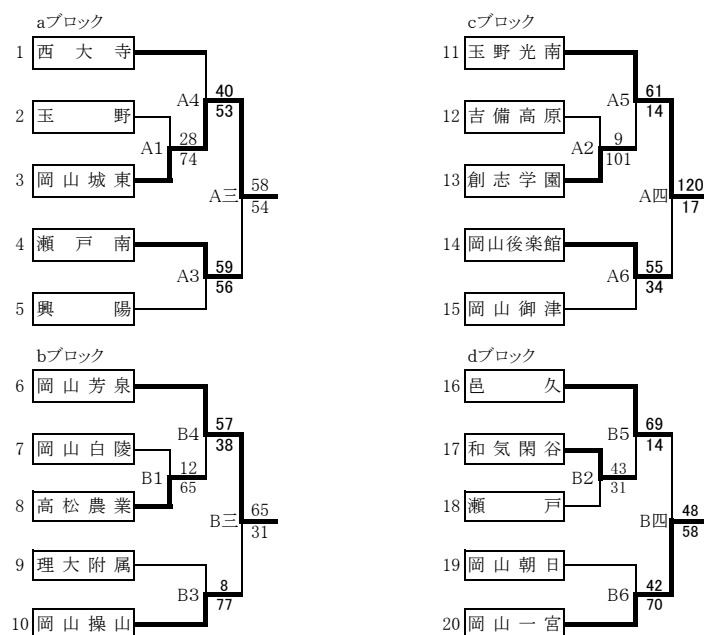 aブロック
1 西大寺
A4 40
53
2 玉野
A1 28
74
3 岡山城東
A三 58
54
4 瀬戸南
A3 59
56
5 興陽
bブロック
6 岡山芳泉
B4 57
38
7 岡山白陵
B1 12
65
8 高松農業
B三 65
31
9 理大附属
B3 8
77
10 岡山操山
cブロック
11 玉野光南
A5 61
14
12 吉備高原
A2 9
101
13 創志学園
A四 120
17
14 岡山後楽館
A6 55
34
15 岡山御津
dブロック
16 邑久
B5 69
14
17 和気閑谷
B2 43
31
18 瀬戸
B四 48
58
19 岡山朝日
B6 42
70
20 岡山一宮